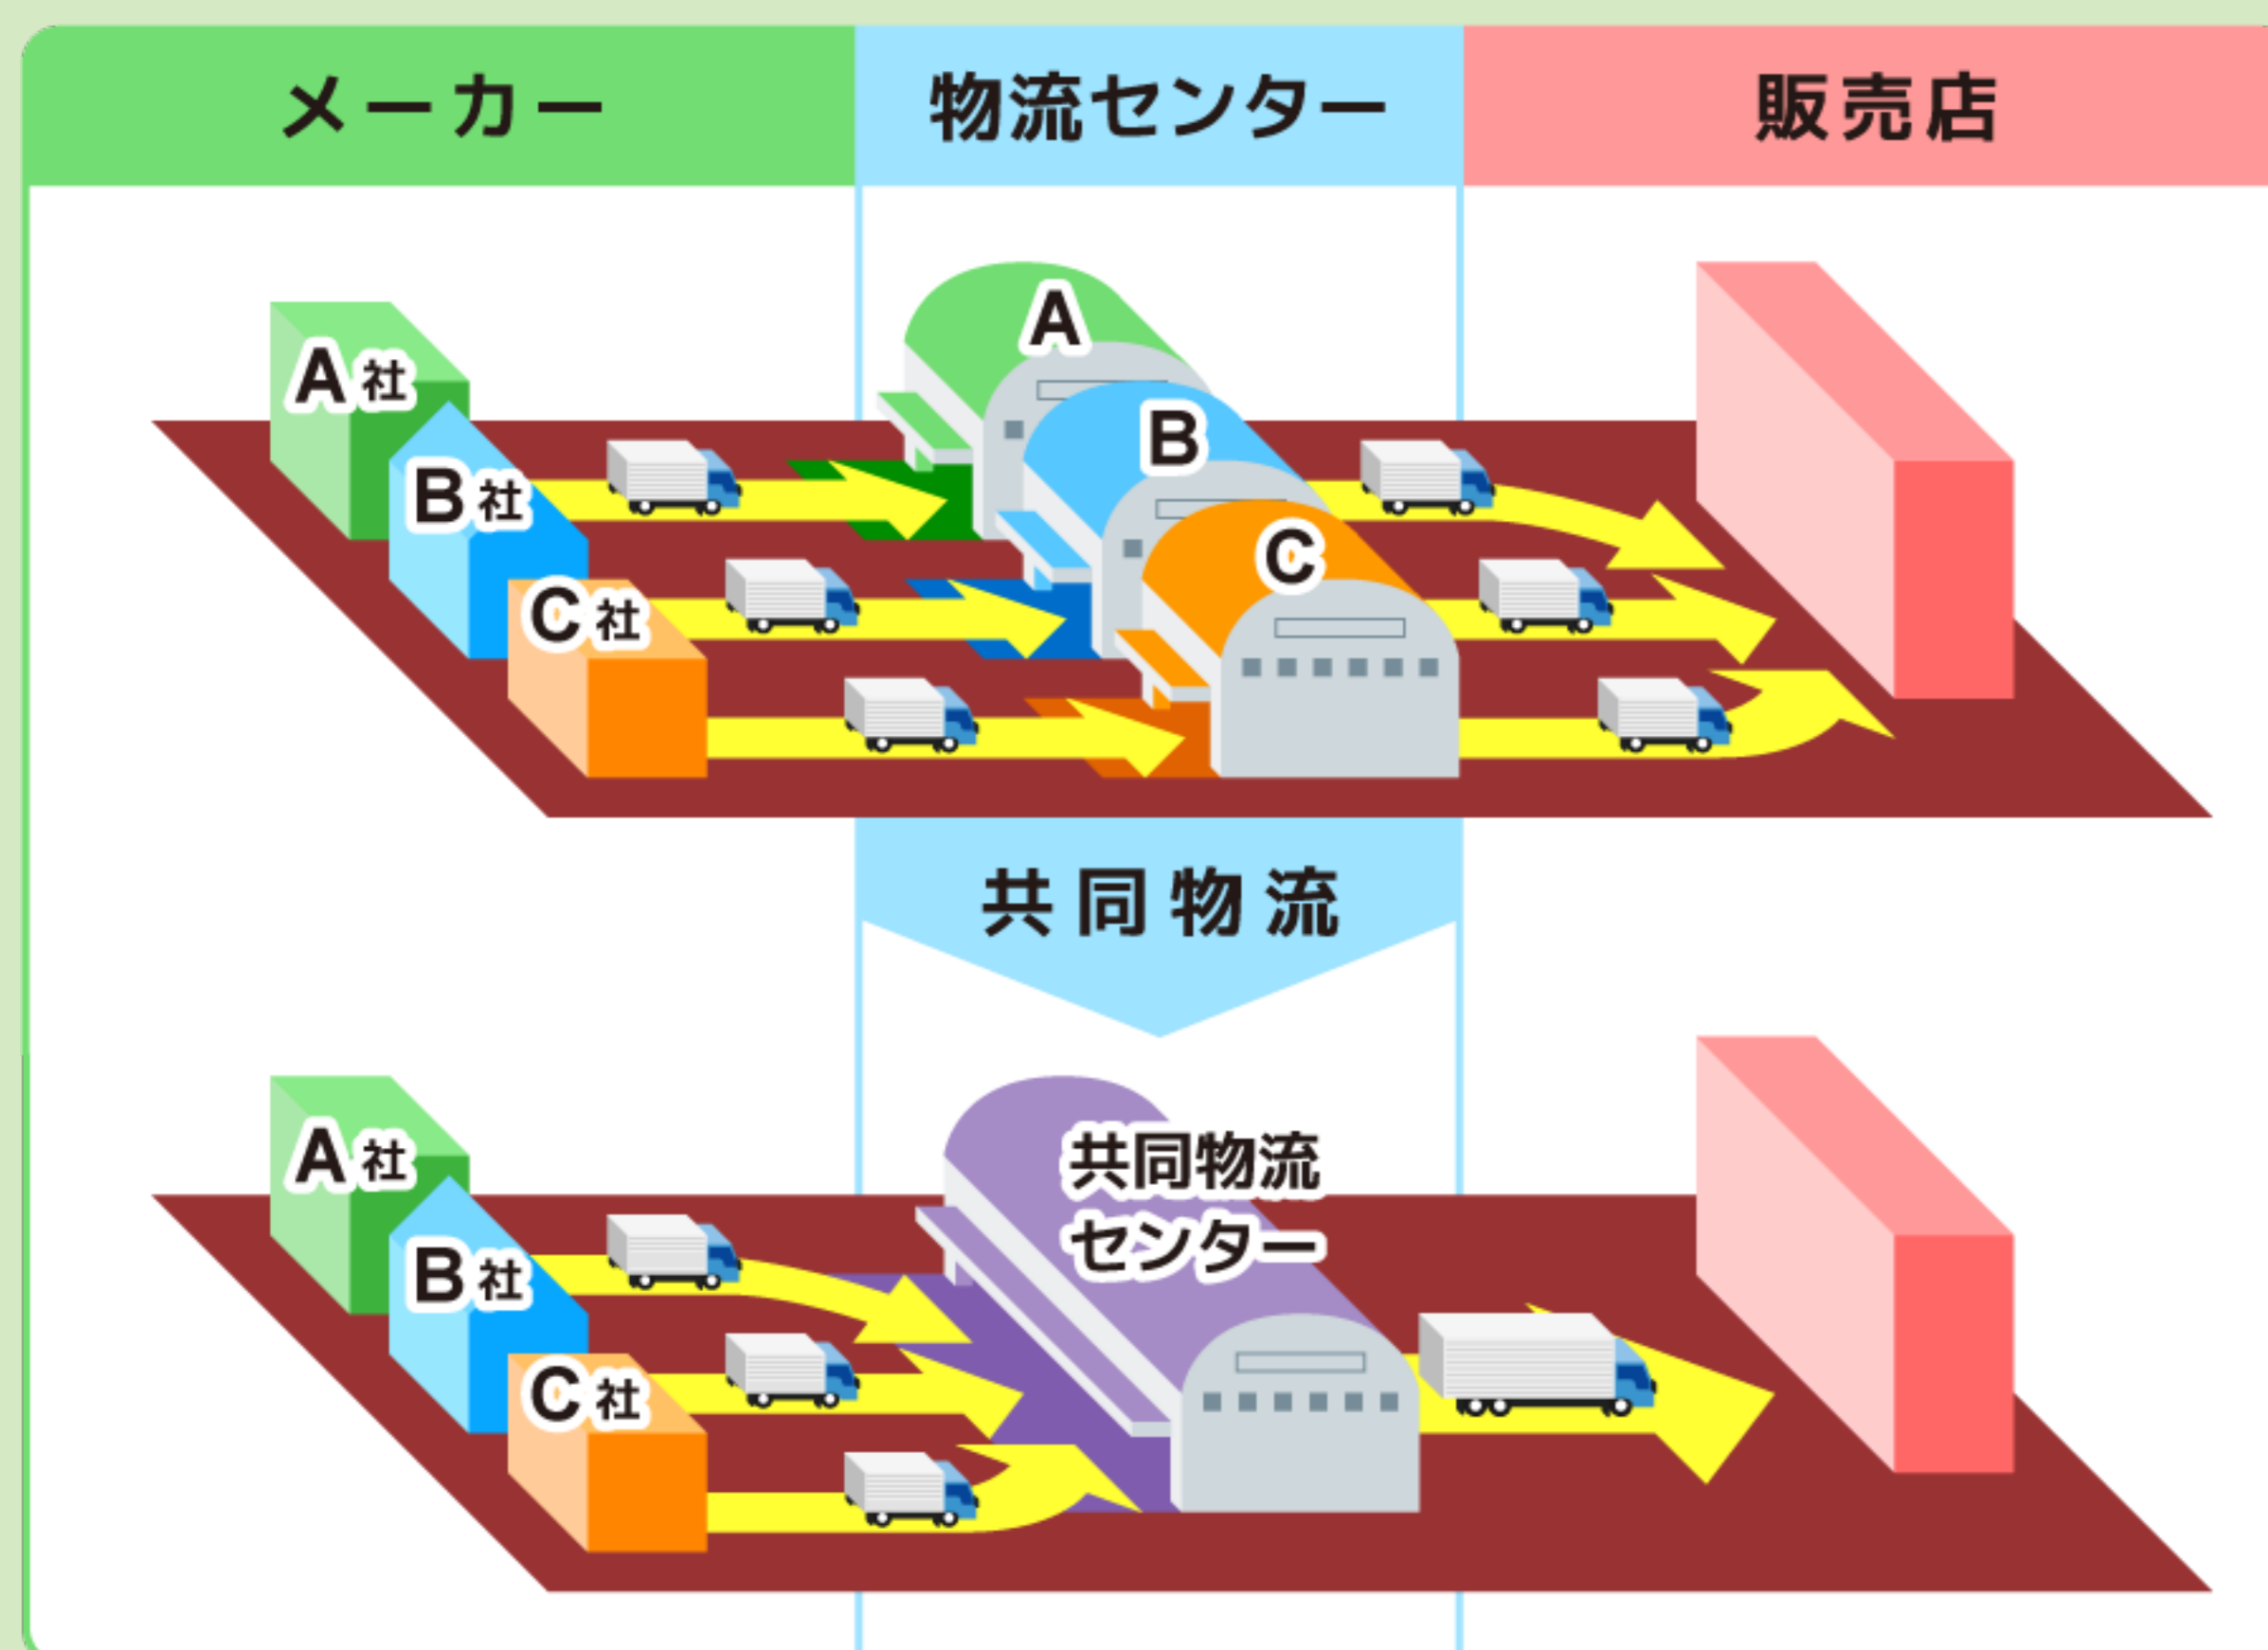 メーカー
物流センター
販売店
A社
B社
C社
A
B
C
共同物流
A社
B社
C社
共同物流
センター